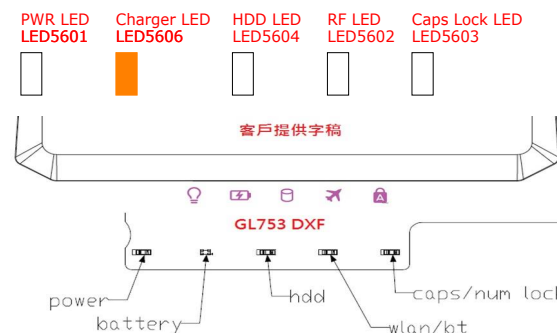 PWR LED
LED5601
Charger LED
LED5606
HDD LED
LED5604
RF LED
LED5602
Caps Lock LED
LED5603
客戶提供字稿
A
GL753 DXF
power
battery
hdd
wlan/bt
caps/num lock